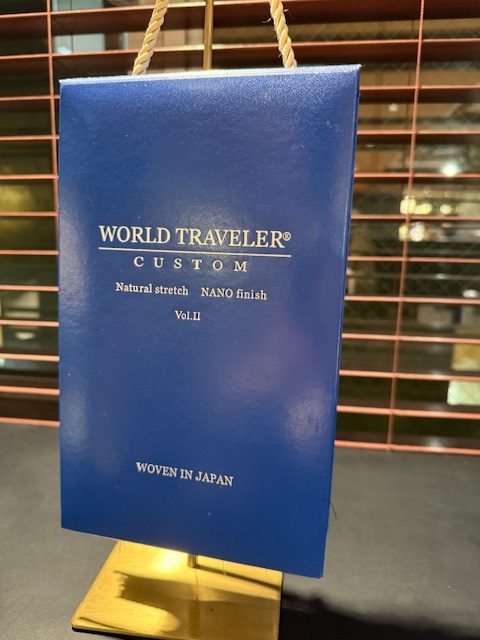 WORLD TRAVELER®
CUSTOM
Natural stretch NANO finish
Vol.II
WOVEN IN JAPAN